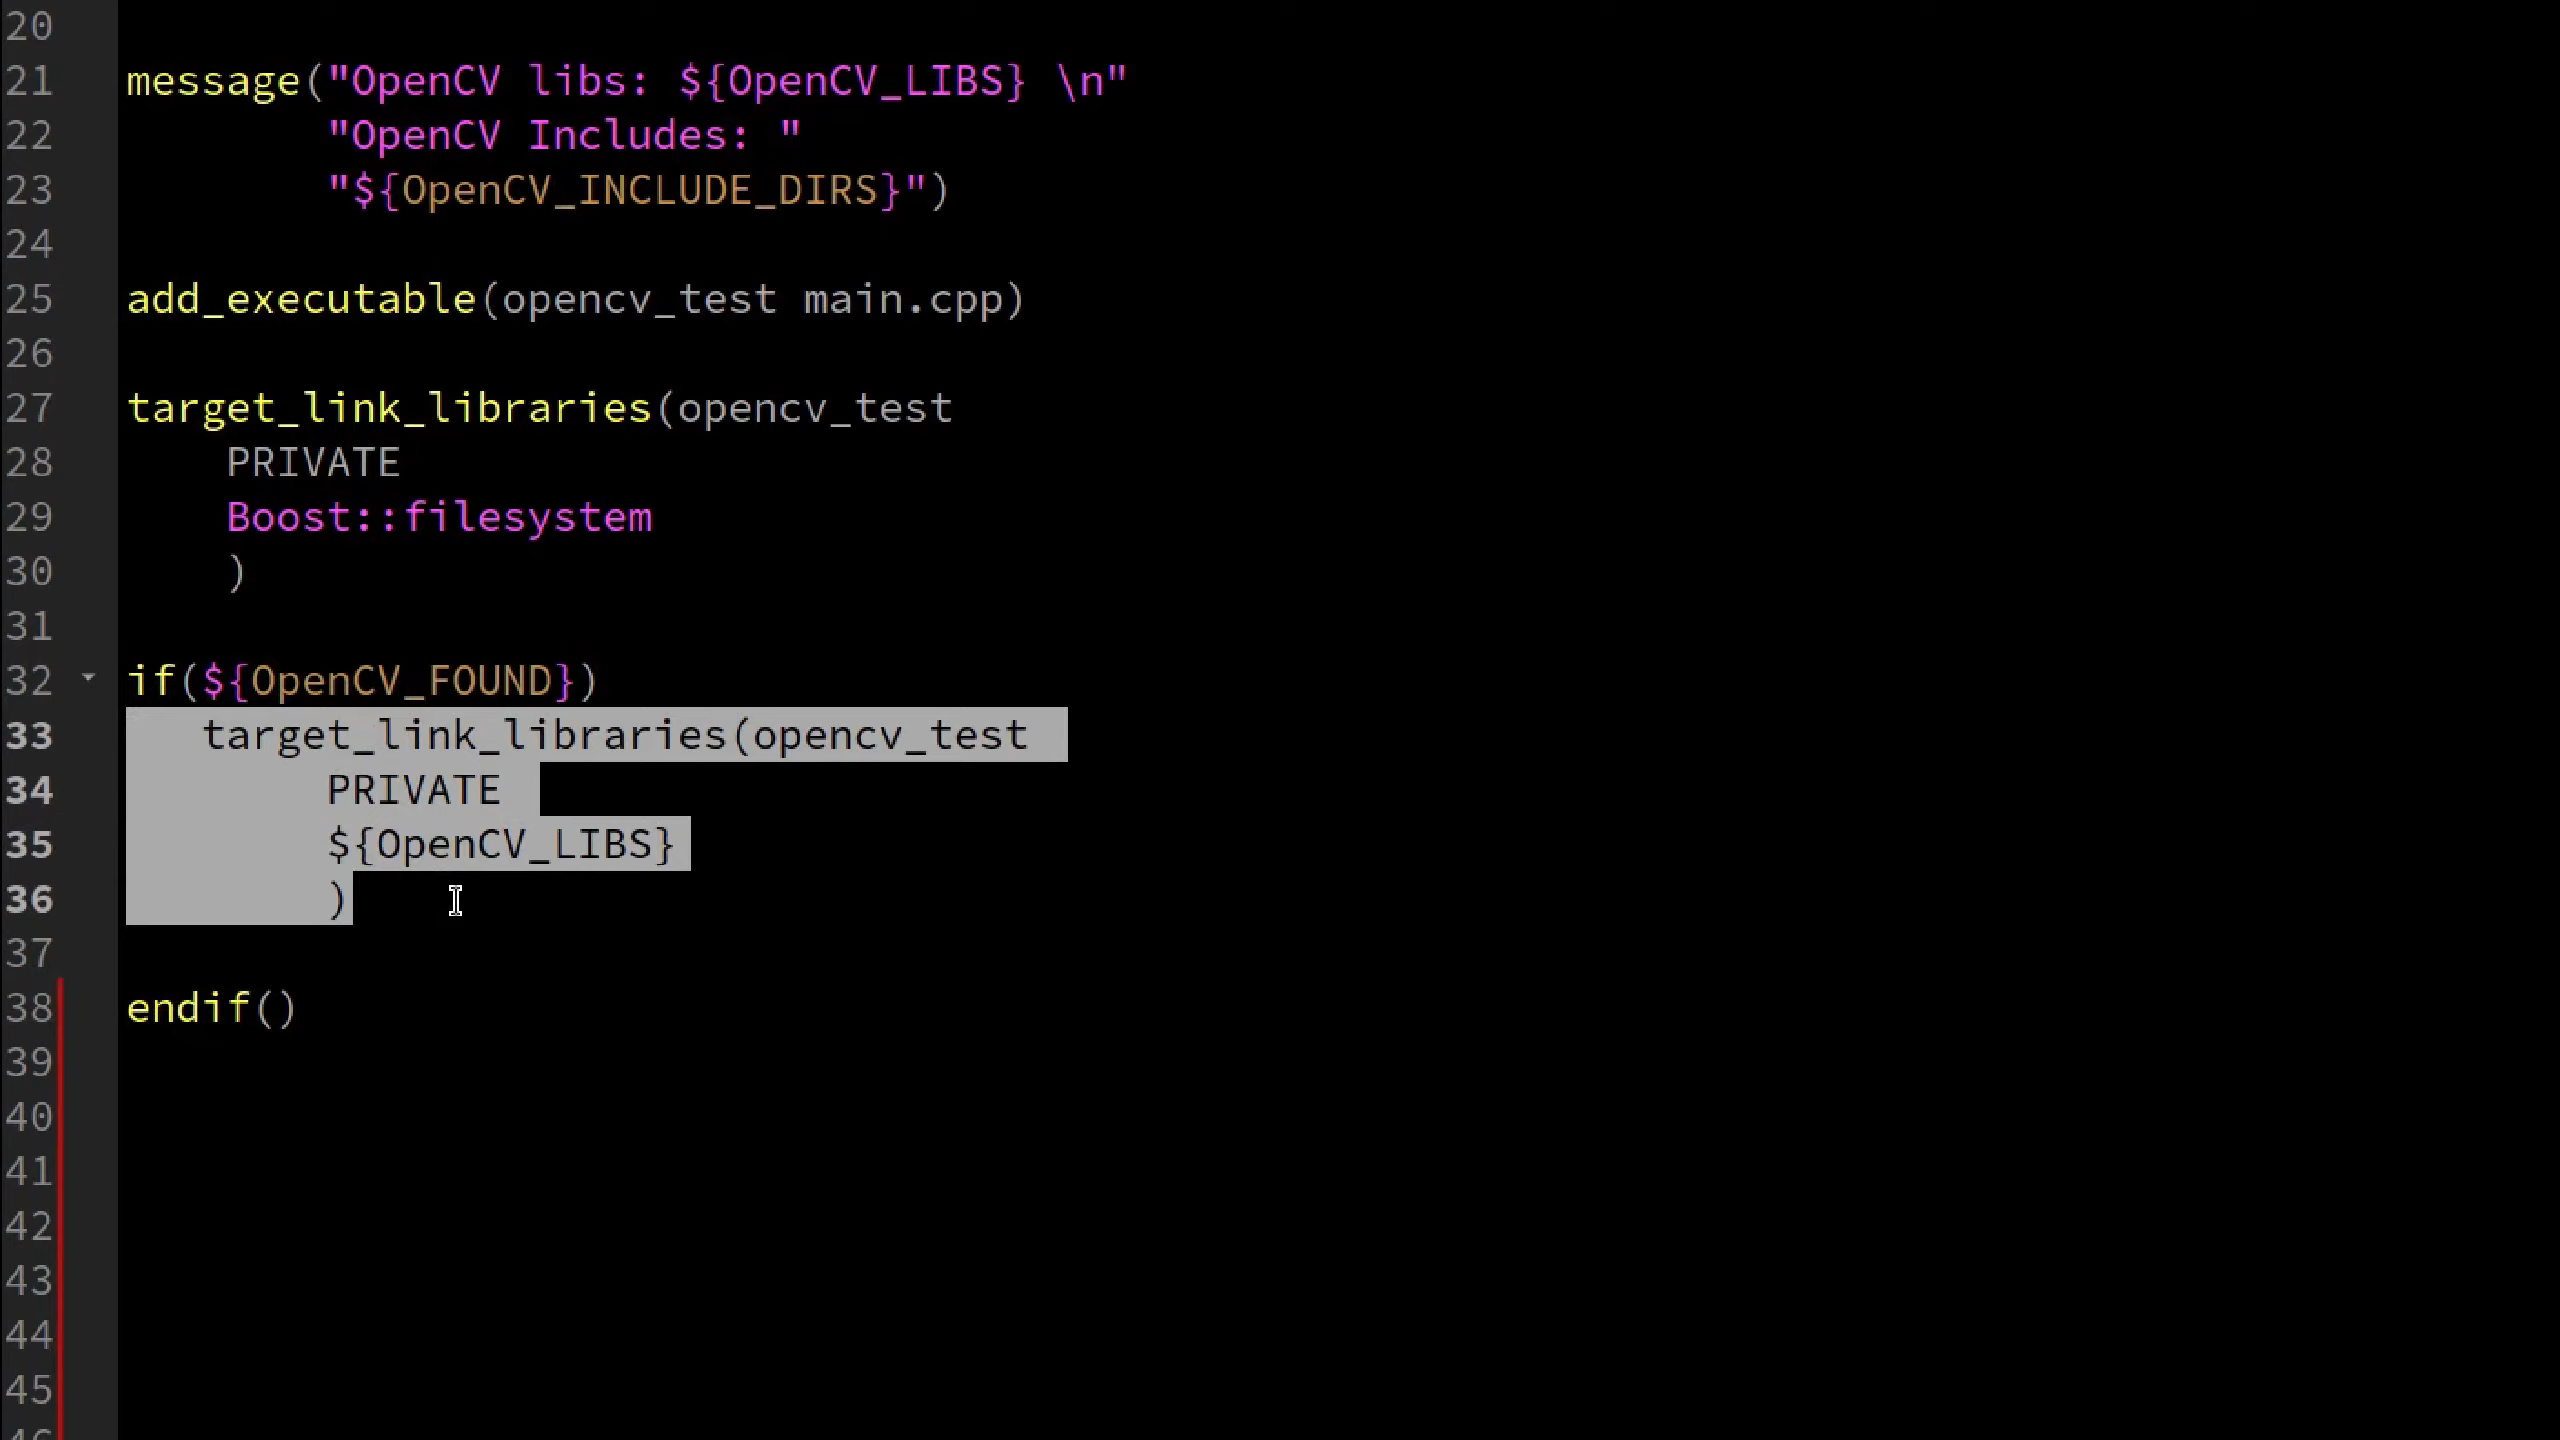 20
21 message("OpenCV libs: ${OpenCV_LIBS} \n"
22 "OpenCV Includes: "
23 "${OpenCV_INCLUDE_DIRS}")
24
25 add_executable(opencv_test main.cpp)
26
27 target_link_libraries(opencv_test
28 PRIVATE
29 Boost::filesystem
30 )
31
32 if(${OpenCV_FOUND})
33 target_link_libraries(opencv_test
34 PRIVATE
35 ${OpenCV_LIBS}
36 )
37
38 endif()
39
40
41
42
43
44
45